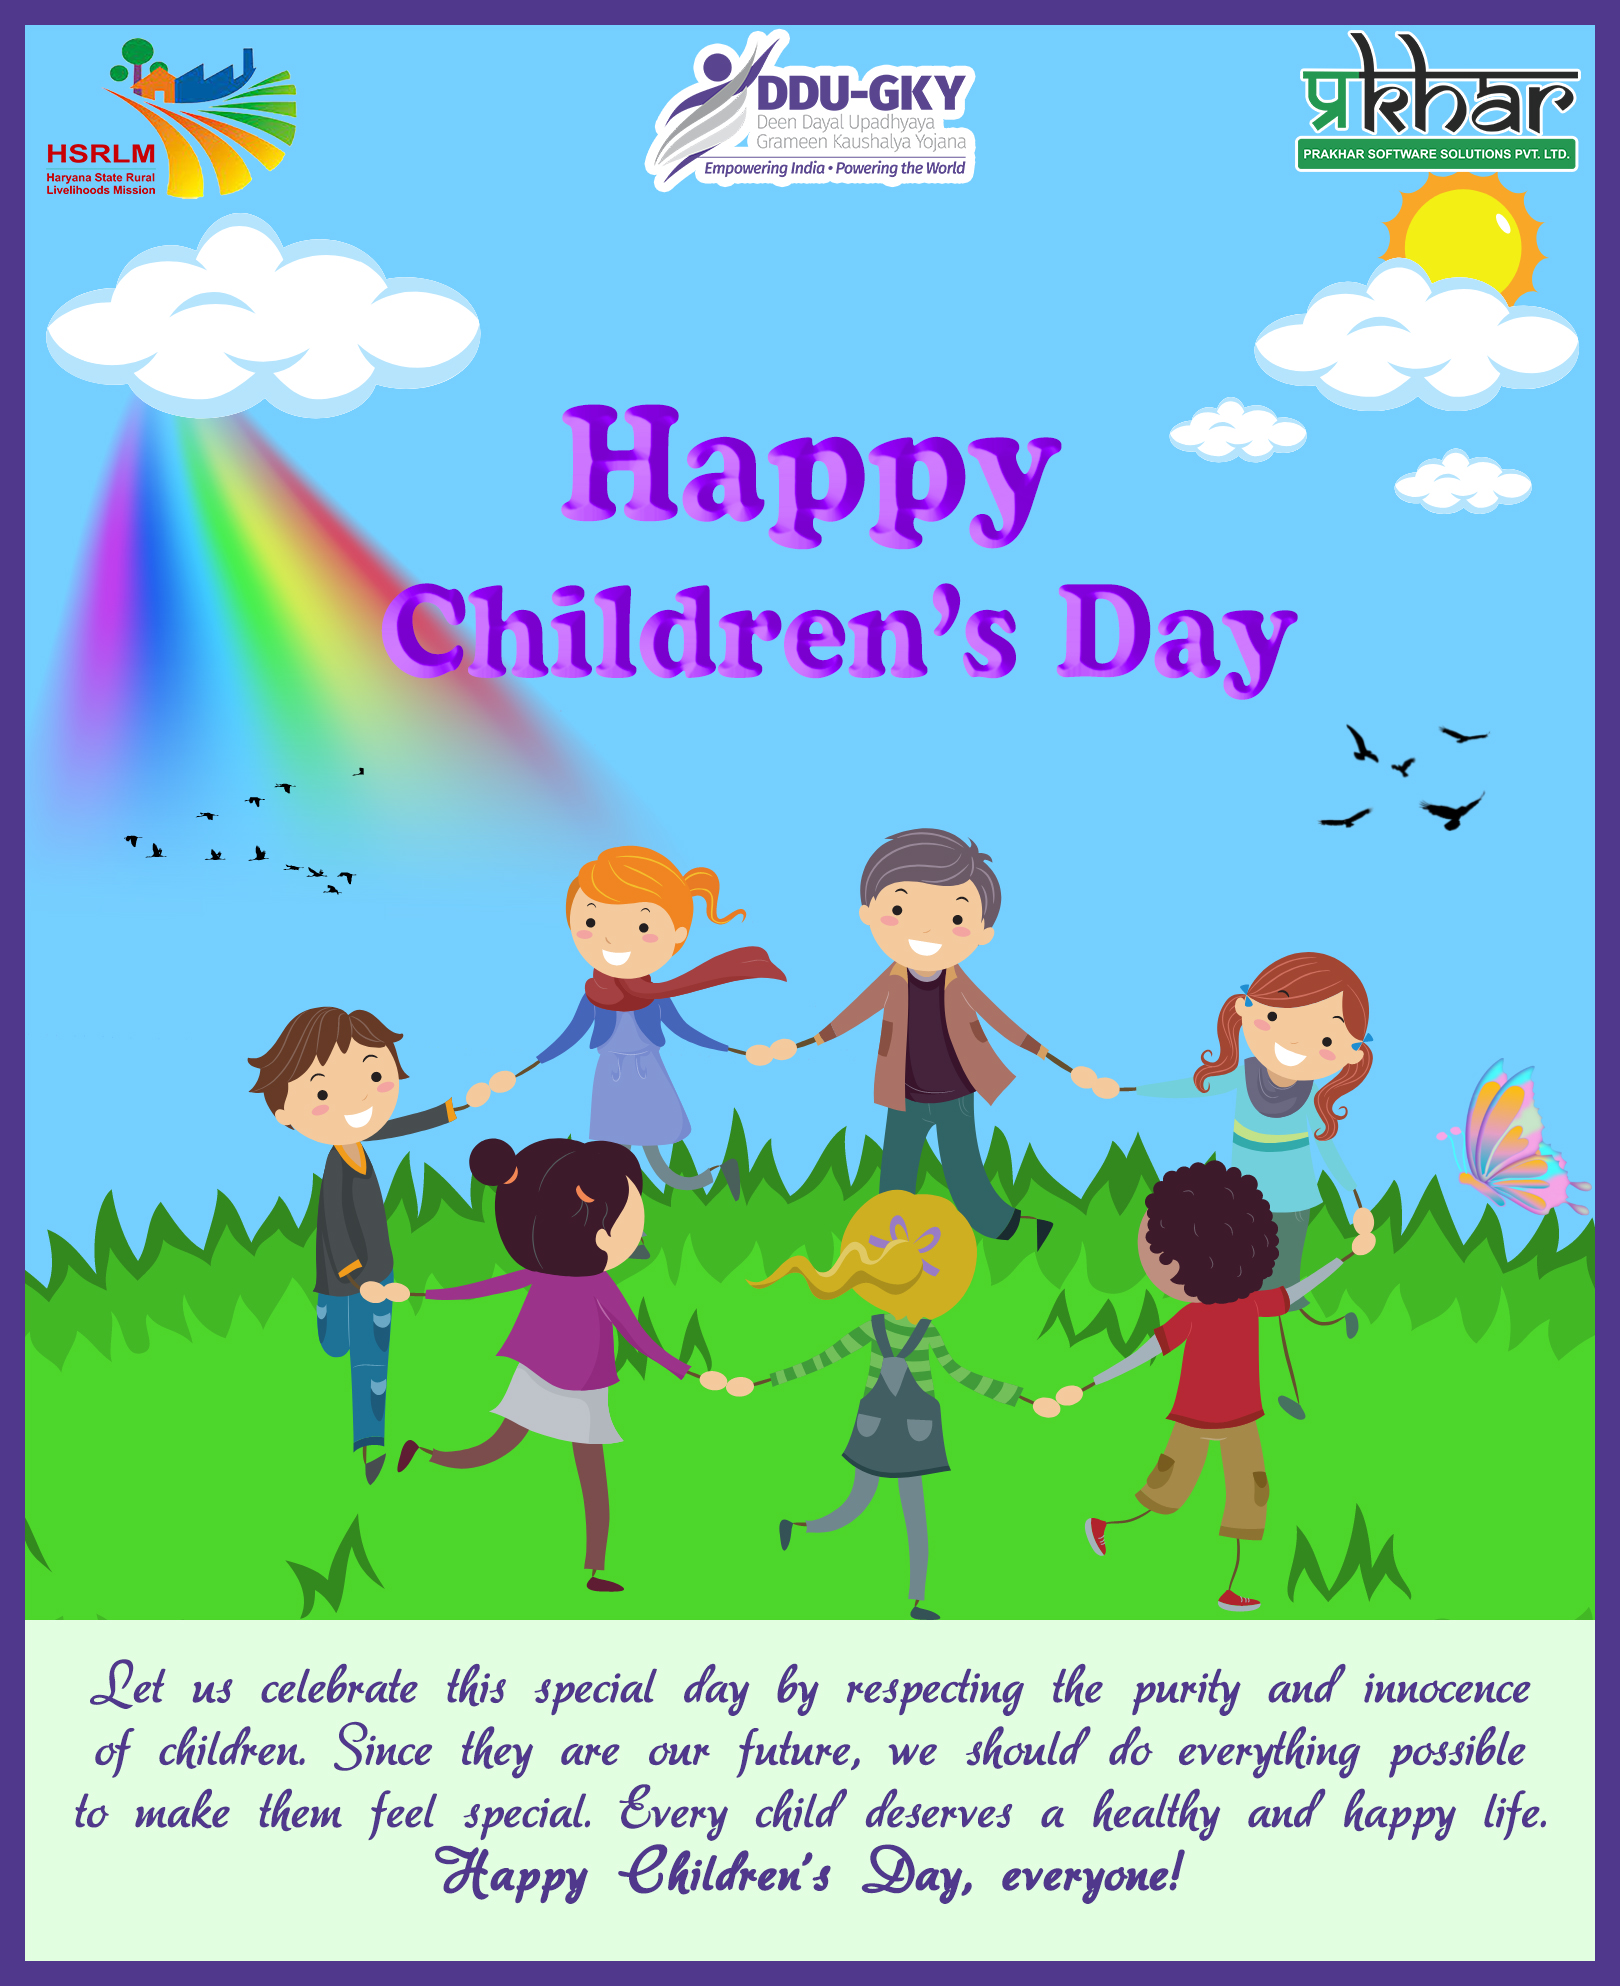 HSRLM
Haryana State Rural
Livelihoods Mission
DDU-GKY
Deen Dayal Upadhyaya
Grameen Kaushalya Yojana
Empowering India • Powering the World
प्रkhar
PRAKHAR SOFTWARE SOLUTIONS PVT. LTD.
Happy
Children's Day
Let us celebrate this special day by respecting the purity and innocence
of children. Since they are our future, we should do everything possible
to make them feel special. Every child deserves a healthy and happy life.
Happy Children's Day, everyone!